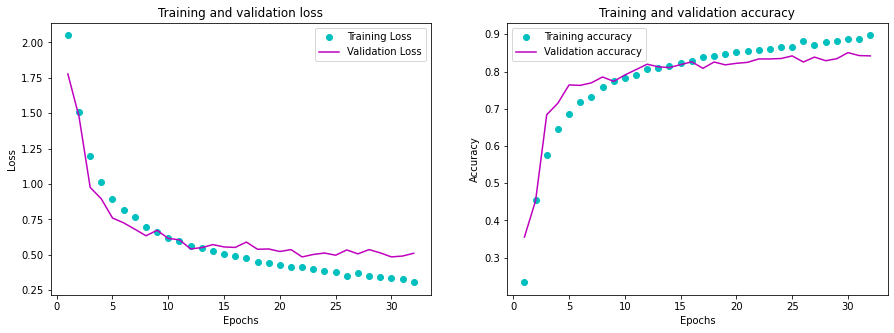 Training and validation loss
2.00
1.75
1.50
1.25
1.00
0.75
0.50
0.25
Loss
Training Loss
Validation Loss
0
5
10
15
20
25
30
Epochs
Training and validation accuracy
0.9
0.8
0.7
0.6
0.5
0.4
0.3
Accuracy
Training accuracy
Validation accuracy
0
5
10
15
20
25
30
Epochs